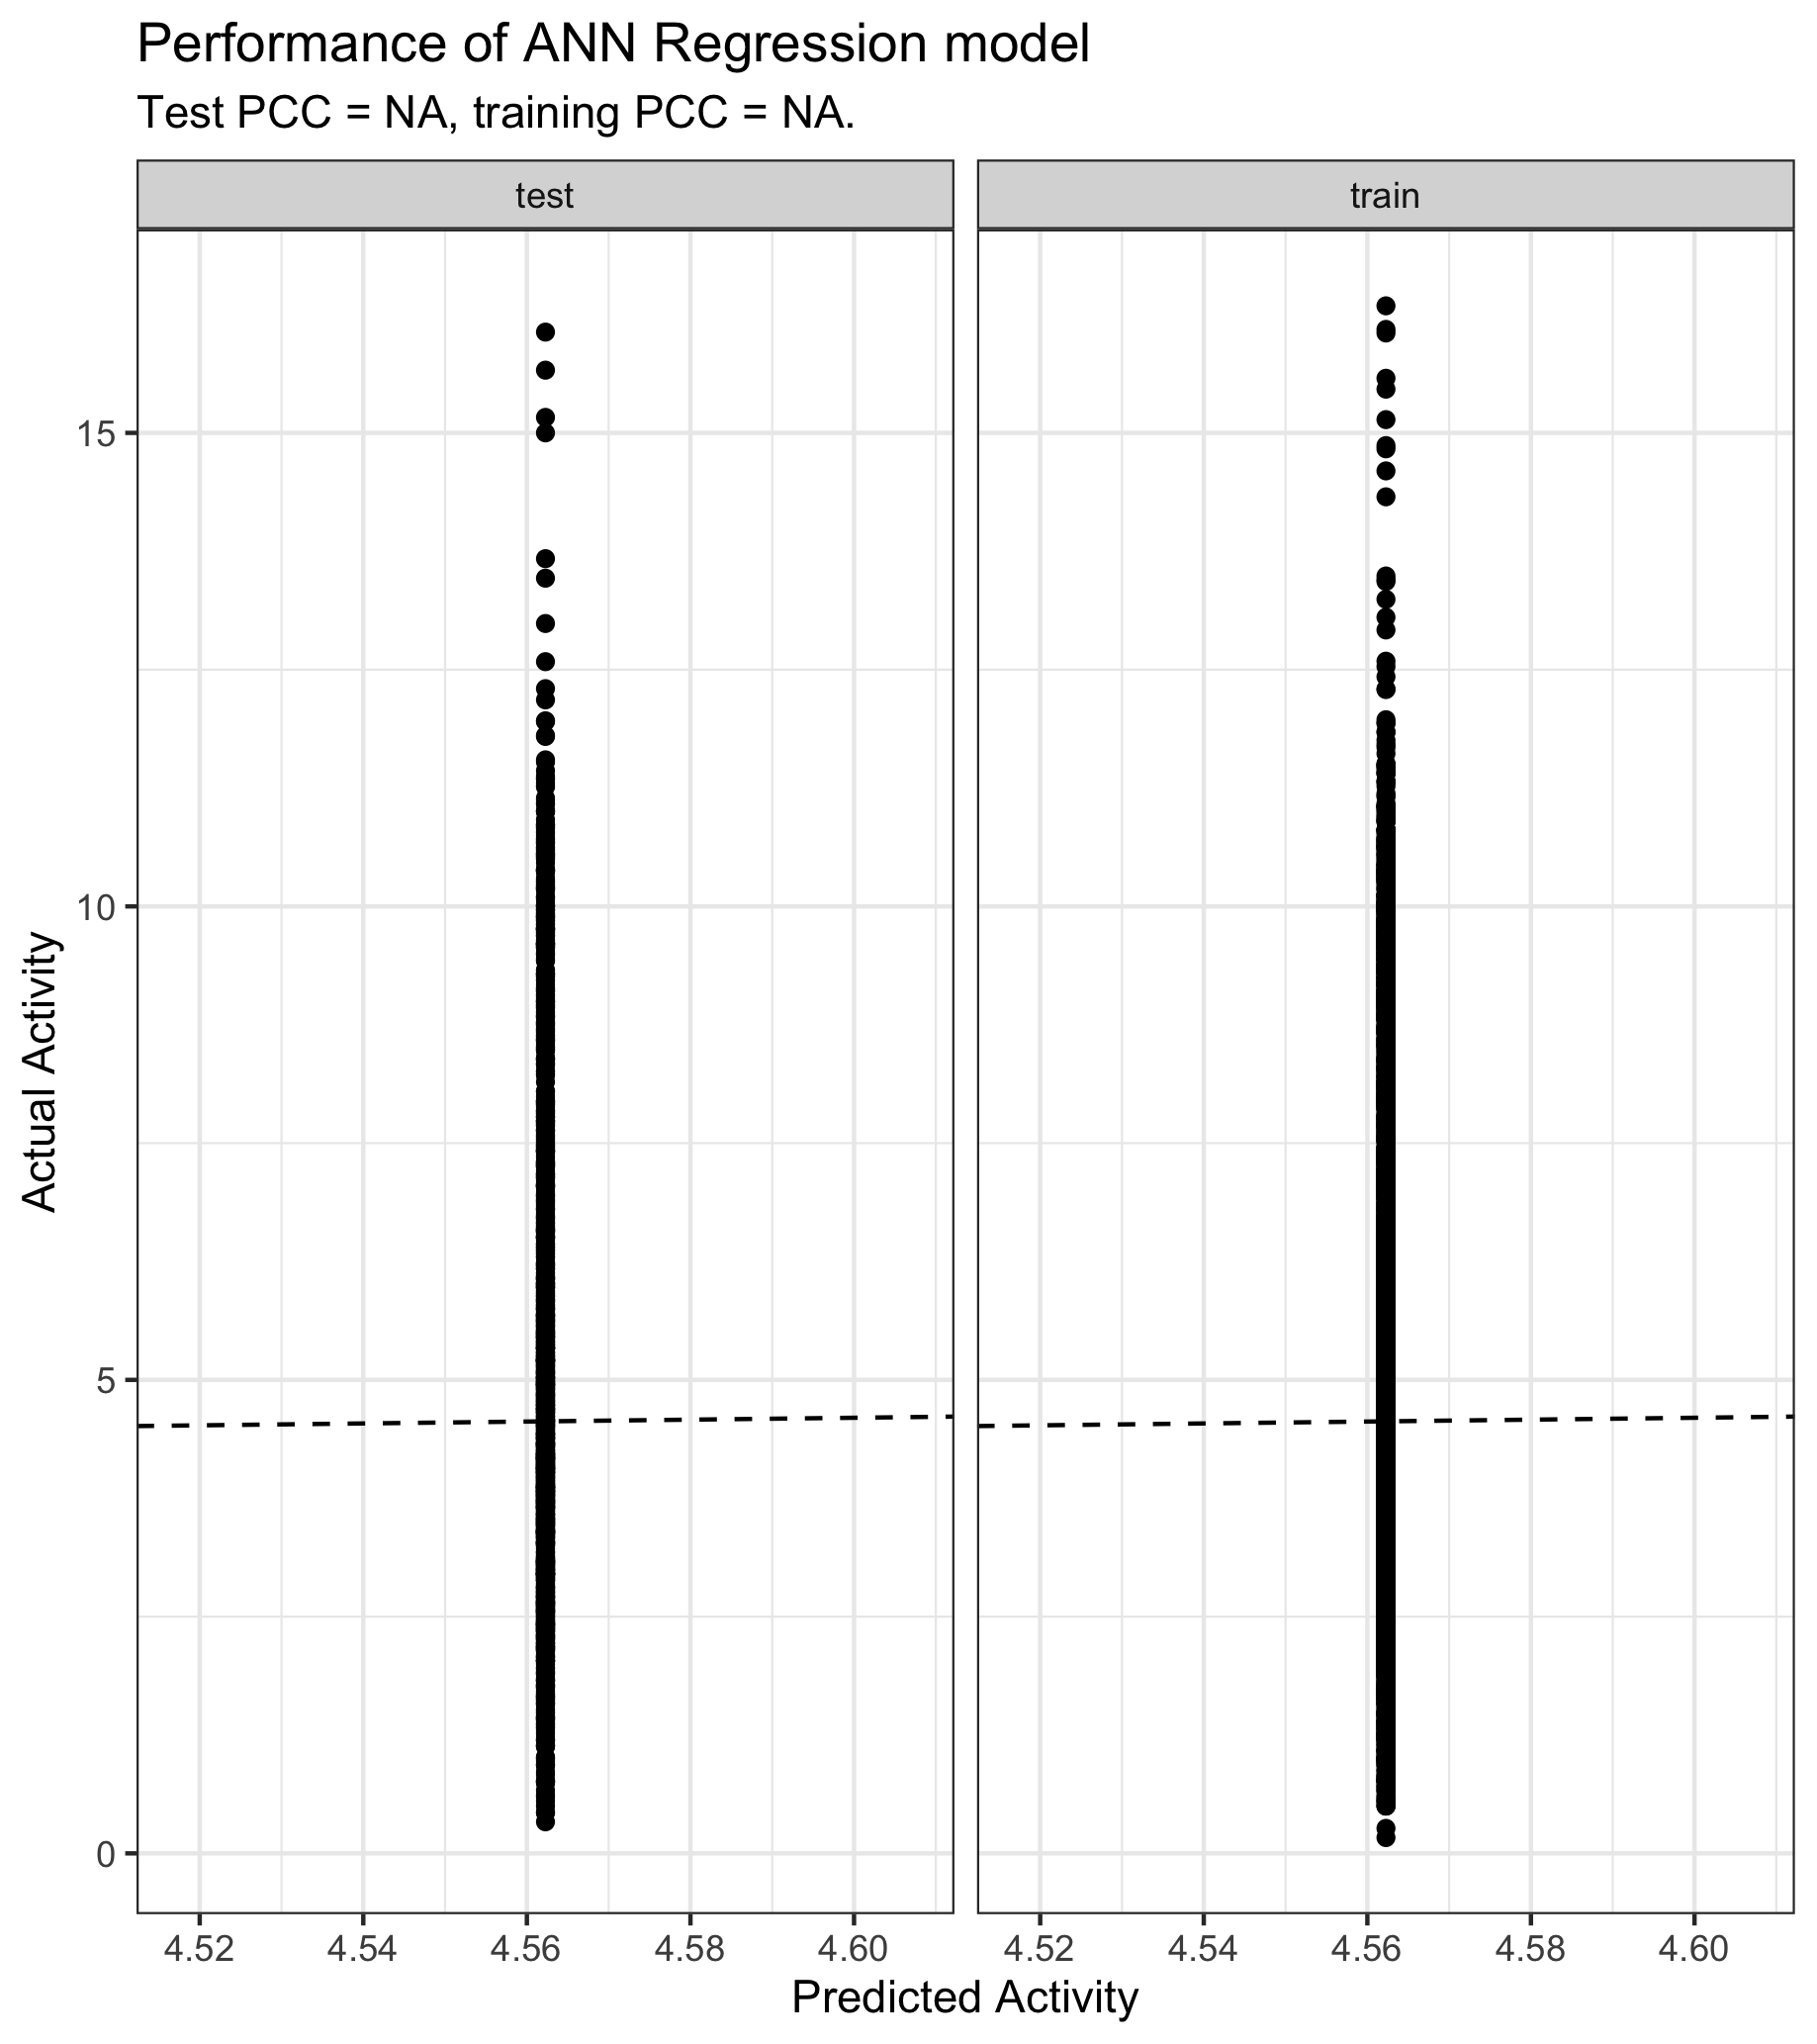 Performance of ANN Regression model
Test PCC = NA, training PCC = NA.
test
train
Actual Activity
15
10
5
0
4.52 4.54 4.56 4.58 4.60
4.52 4.54 4.56 4.58 4.60
Predicted Activity